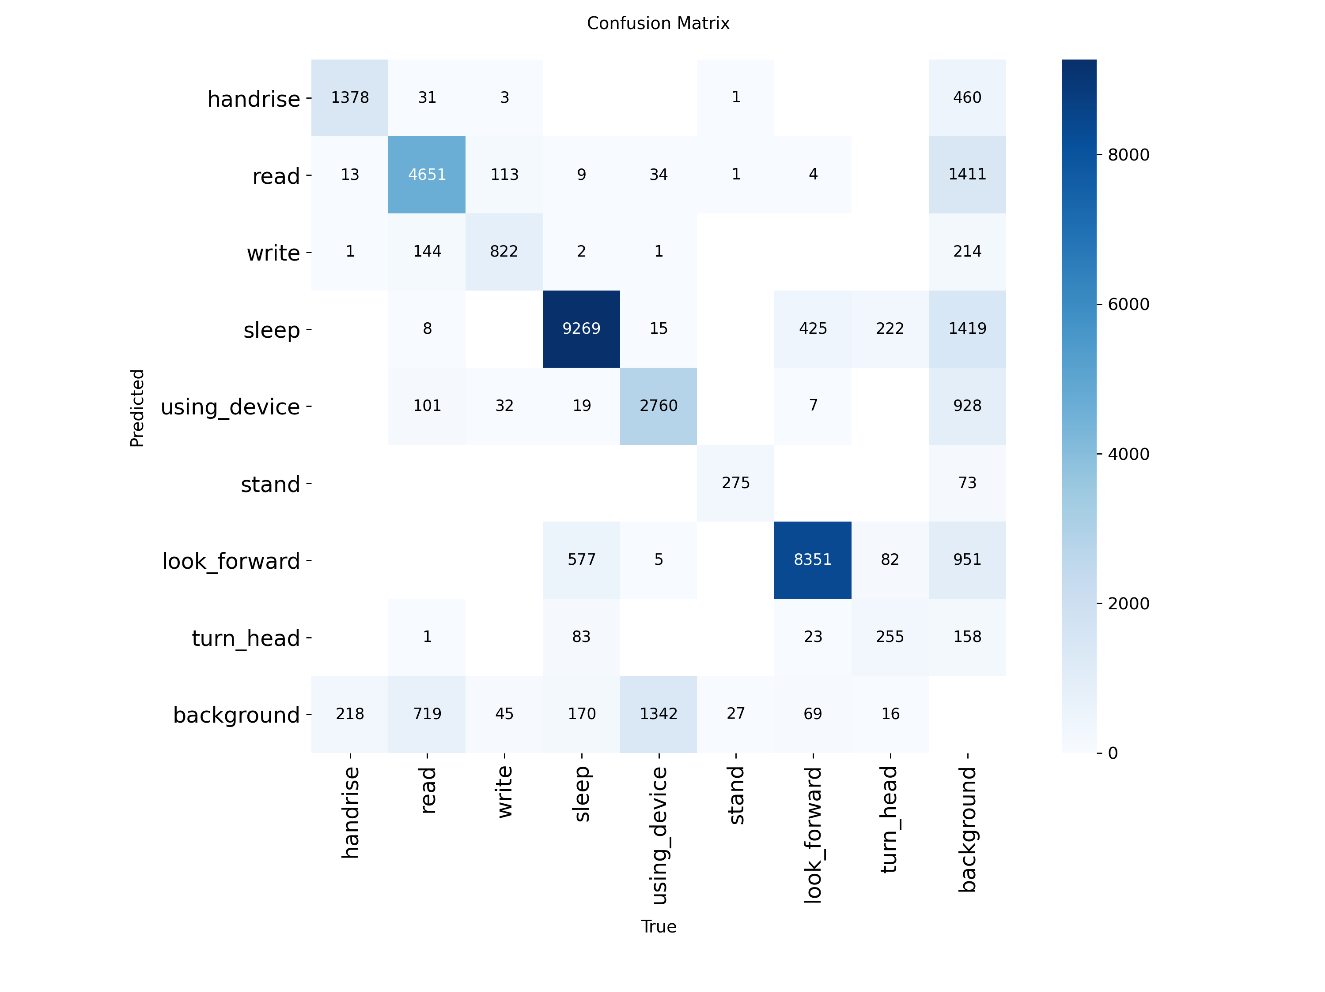 Confusion Matrix
handrise 1378 31 3 1 460
read 13 4651 113 9 34 1 4 1411
write 1 144 822 2 1 214
sleep 8 9269 15 425 222 1419
using_device 101 32 19 2760 7 928
stand 275 73
look_forward 577 5 8351 82 951
turn_head 1 83 23 255 158
background 218 719 45 170 1342 27 69 16
Predicted
handrise read write sleep using_device stand look_forward turn_head background
True
8000
6000
4000
2000
0